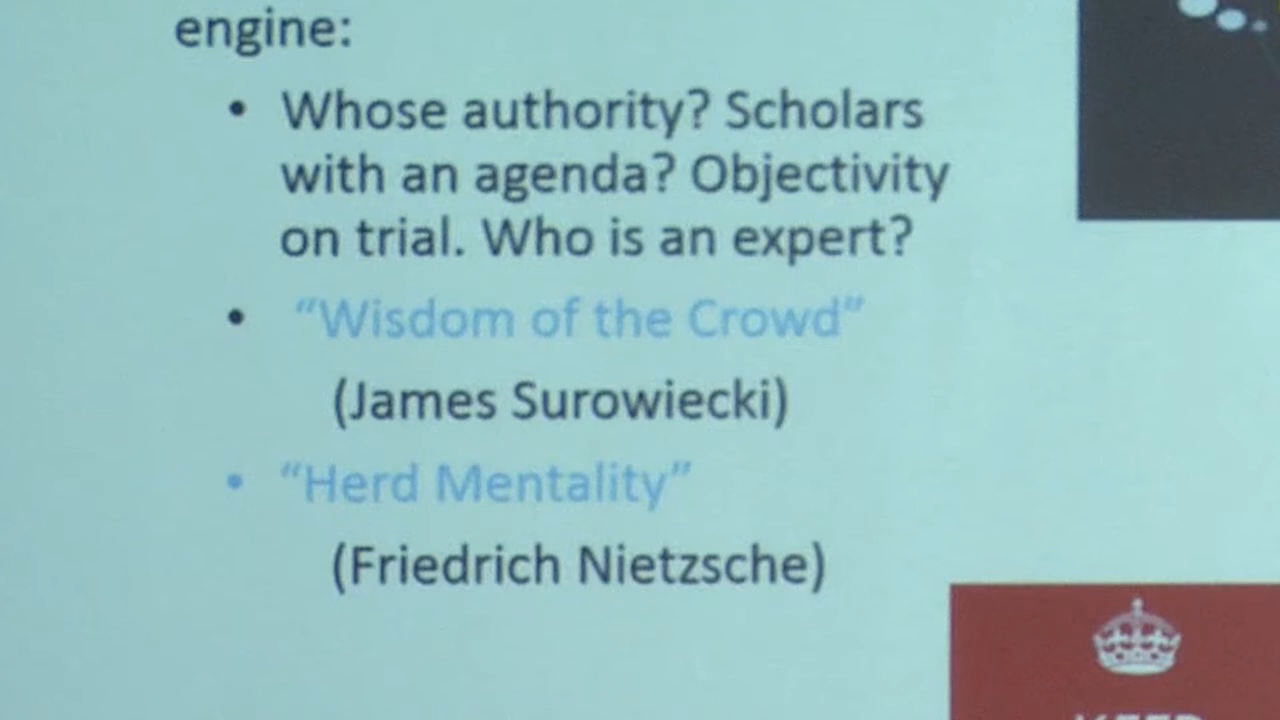 engine:
• Whose authority? Scholars
with an agenda? Objectivity
on trial. Who is an expert?
• “Wisdom of the Crowd”
(James Surowiecki)
• “Herd Mentality”
(Friedrich Nietzsche)